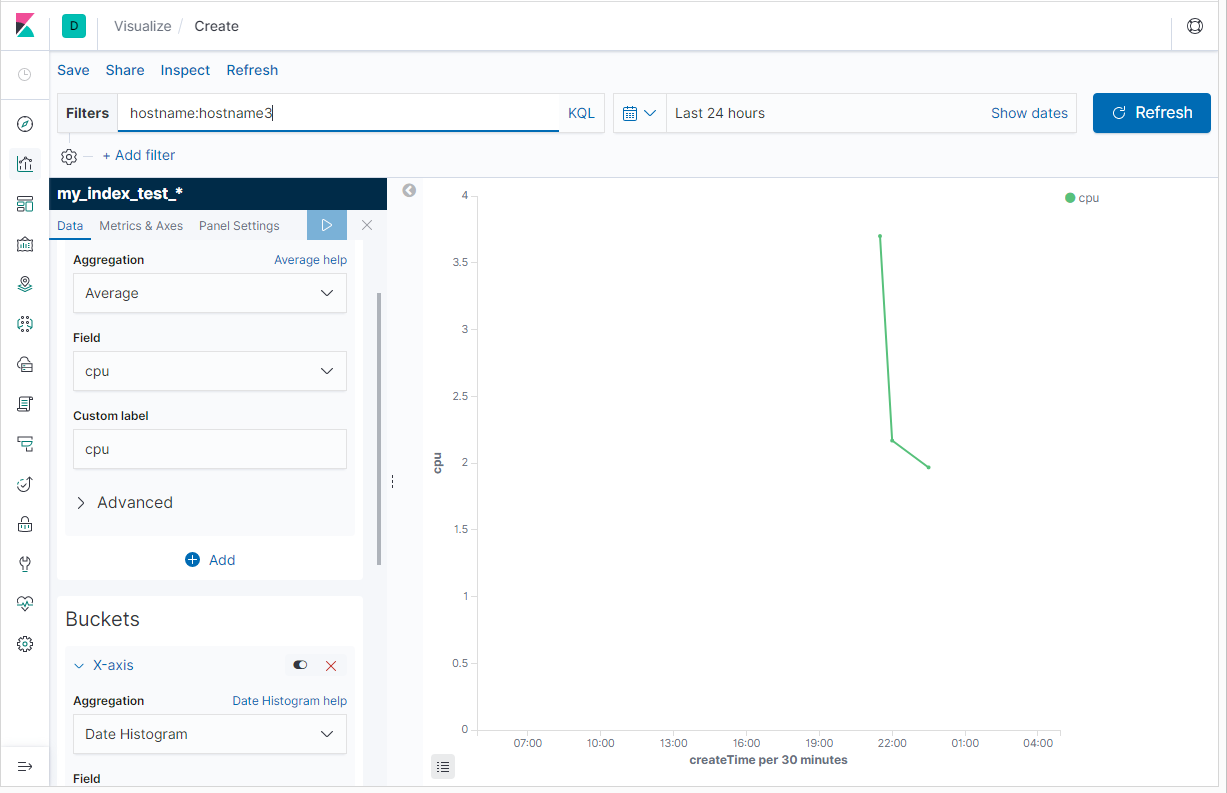 D Visualize / Create
Save Share Inspect Refresh
Filters hostname:hostname3 KQL Last 24 hours Show dates Refresh
+ Add filter
my_index_test_*
Data Metrics & Axes Panel Settings
Aggregation Average help
Average
Field
cpu
Custom label
cpu
Advanced
Add
Buckets
X-axis
Aggregation Date Histogram help
Date Histogram
Field
4
3.5
3
2.5
2
1.5
1
0.5
0
cpu
07:00 10:00 13:00 16:00 19:00 22:00 01:00 04:00
createTime per 30 minutes
cpu